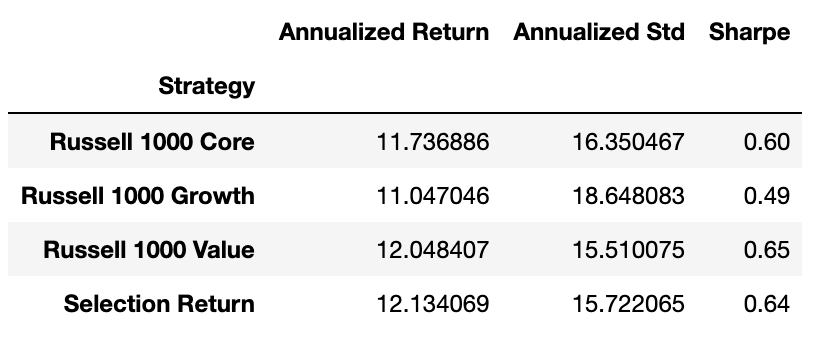 Annualized Return Annualized Std Sharpe
Strategy
Russell 1000 Core 11.736886 16.350467 0.60
Russell 1000 Growth 11.047046 18.648083 0.49
Russell 1000 Value 12.048407 15.510075 0.65
Selection Return 12.134069 15.722065 0.64